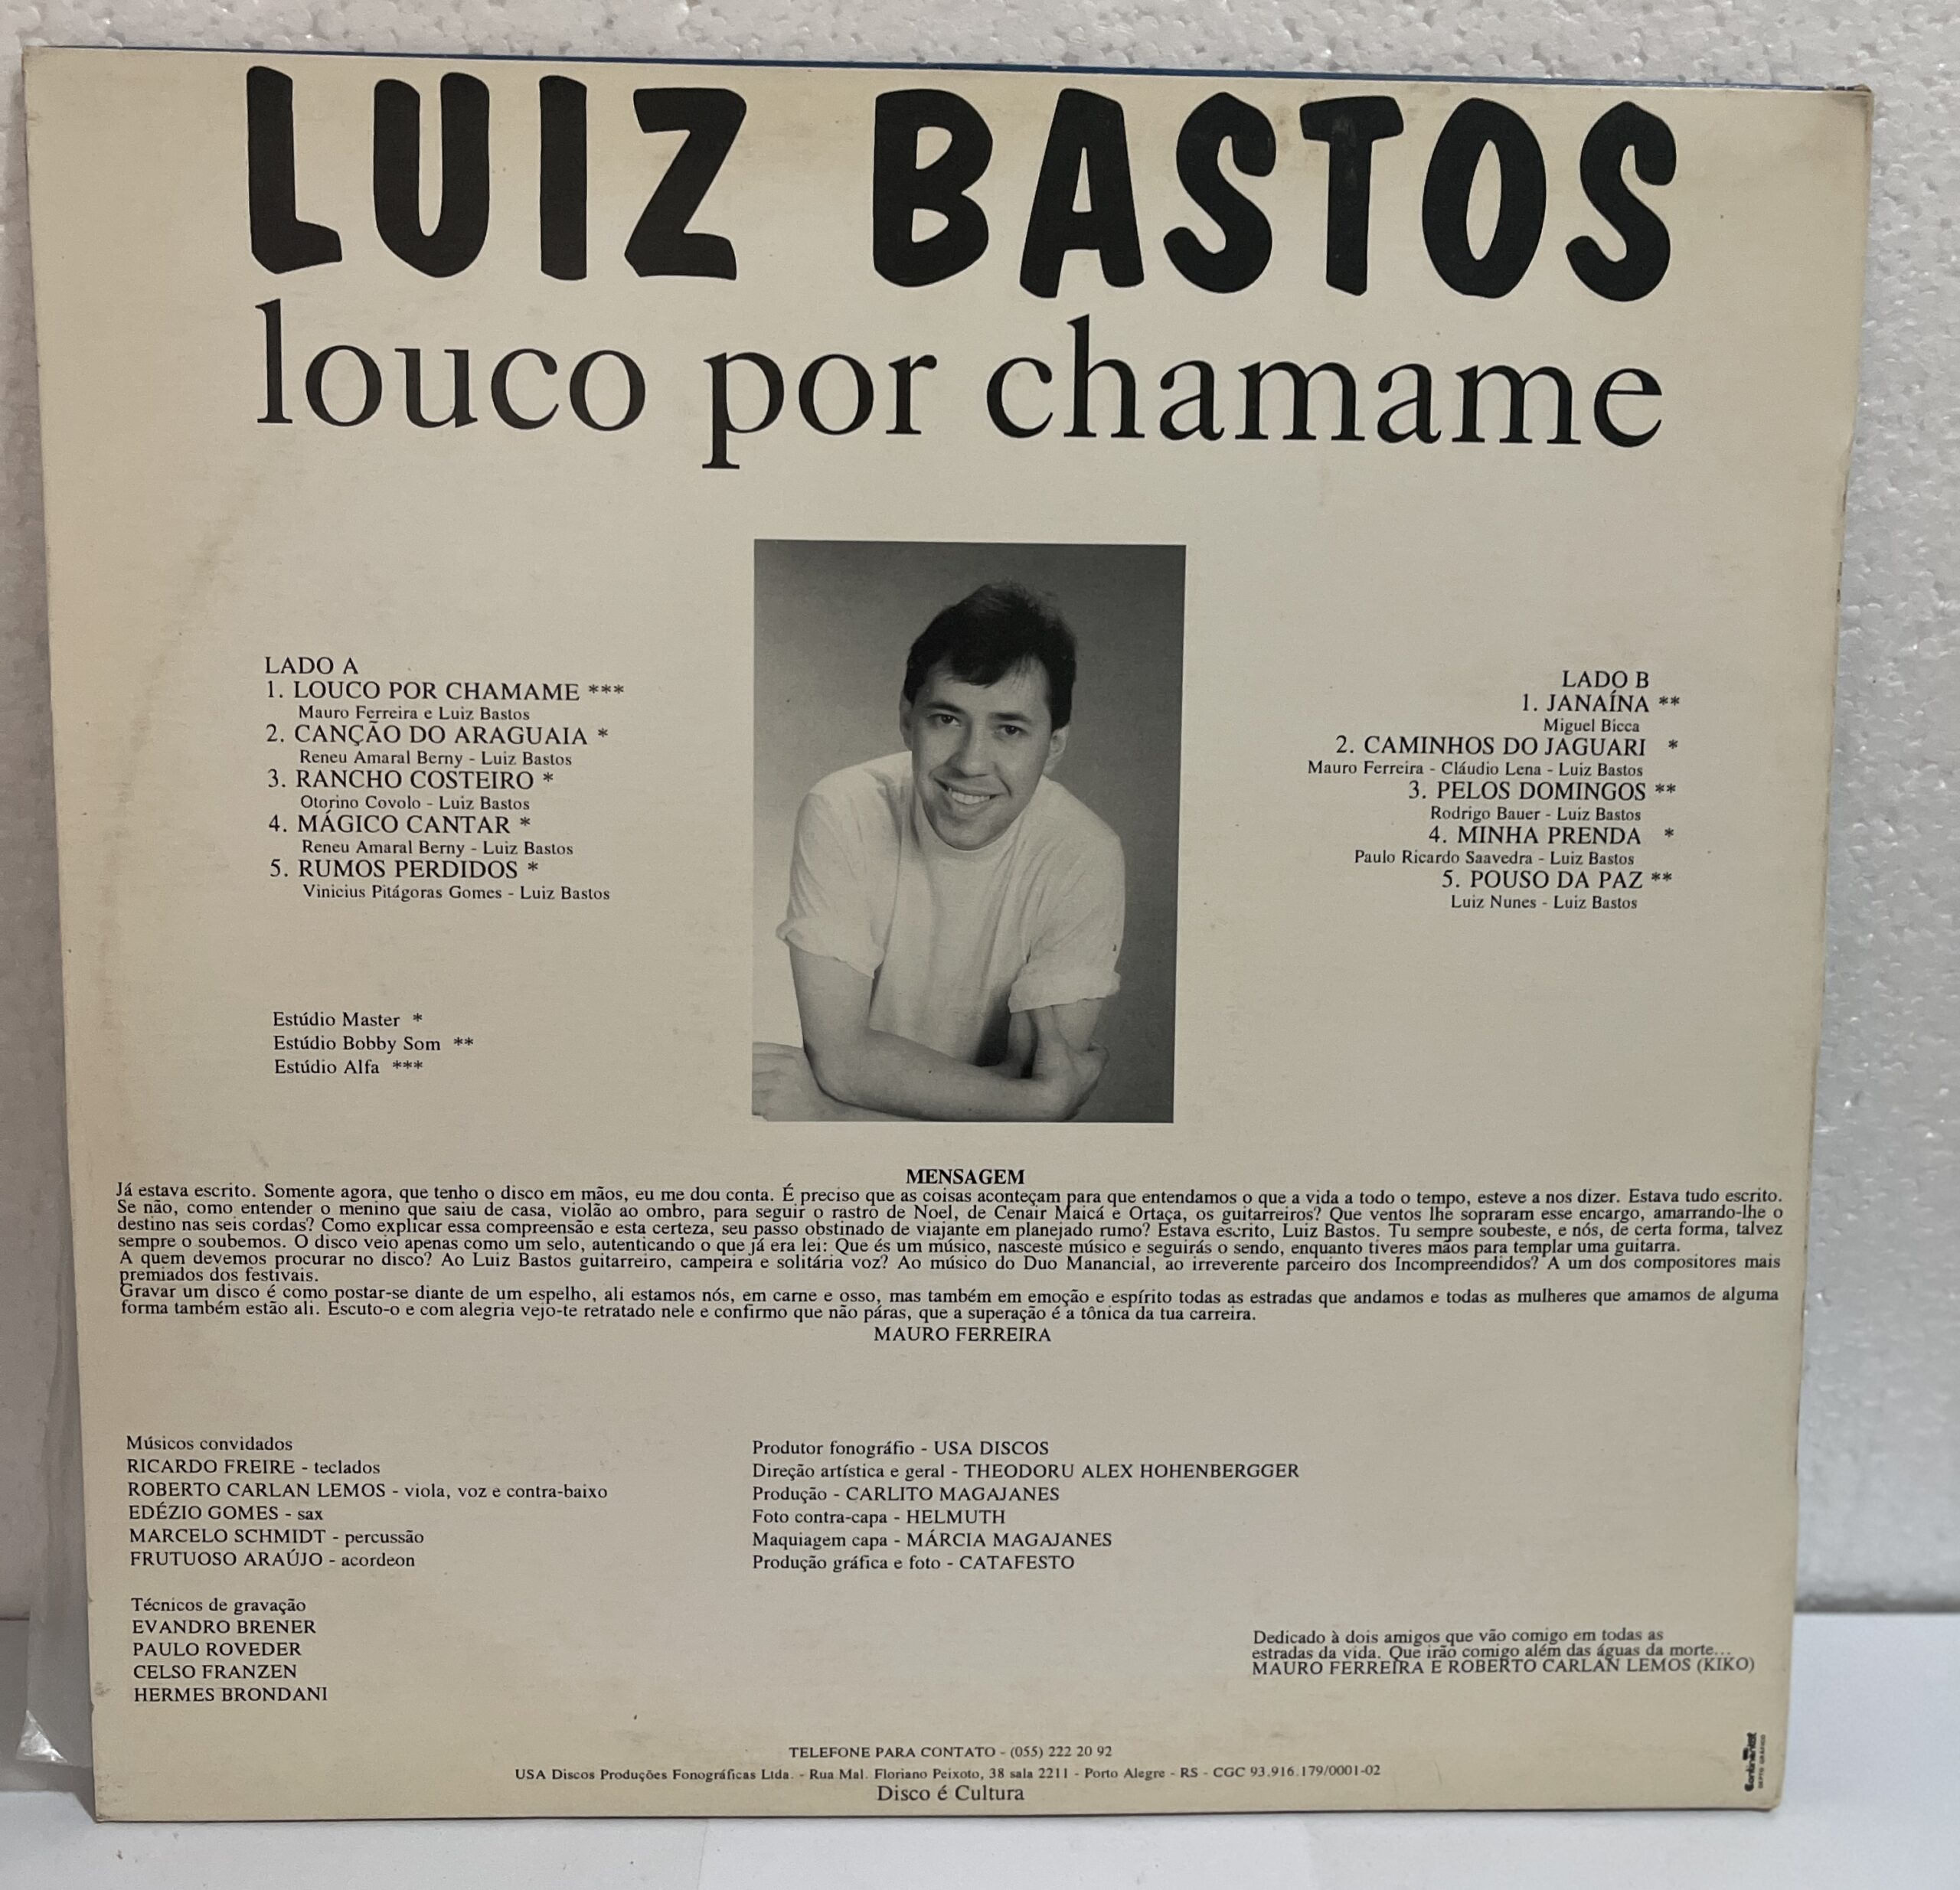 LUIZ BASTOS
louco por chamame
LADO A
1. LOUCO POR CHAMAME ***
Mauro Ferreira e Luiz Bastos
2. CANÇÃO DO ARAGUAIA *
Reneu Amaral Berny - Luiz Bastos
3. RANCHO COSTEIRO *
Otorino Covolo - Luiz Bastos
4. MÁGICO CANTAR *
Reneu Amaral Berny - Luiz Bastos
5. RUMOS PERDIDOS *
Vinicius Pitágoras Gomes - Luiz Bastos
LADO B
1. JANAÍNA **
Miguel Bicca
2. CAMINHOS DO JAGUARI *
Mauro Ferreira - Cláudio Lena - Luiz Bastos
3. PELOS DOMINGOS **
Rodrigo Bauer - Luiz Bastos
4. MINHA PRENDA *
Paulo Ricardo Saavedra - Luiz Bastos
5. POUSO DA PAZ **
Luiz Nunes - Luiz Bastos
Estúdio Master *
Estúdio Bobby Som **
Estúdio Alfa ***
MENSAGEM
Já estava escrito. Somente agora, que tenho o disco em mãos, eu me dou conta. É preciso que as coisas aconteçam para que entendamos o que a vida a todo o tempo, esteve a nos dizer. Estava tudo escrito.
Se não, como entender o menino que saiu de casa, violão ao ombro, para seguir o rastro de Noel, de Cenair Maicá e Ortaça, os guitarreiros? Que ventos lhe sopraram esse encargo, amarrando-lhe o
destino nas seis cordas? Como explicar essa compreensão e esta certeza, seu passo obstinado de viajante em planejado rumo? Estava escrito, Luiz Bastos. Tu sempre soubeste, e nós, de certa forma, talvez
sempre o soubemos. O disco veio apenas como um selo, autenticando o que já era lei: Que és um músico, nasceste músico e seguirás o sendo, enquanto tiveres mãos para templar uma guitarra.
A quem devemos procurar no disco? Ao Luiz Bastos guitarreiro, campeira e solitária voz? Ao músico do Duo Manancial, ao irreverente parceiro dos Incompreendidos? A um dos compositores mais
premiados dos festivais.
Gravar um disco é como postar-se diante de um espelho, ali estamos nós, em carne e osso, mas também em emoção e espírito todas as estradas que andamos e todas as mulheres que amamos de alguma
forma também estão ali. Escuto-o e com alegria vejo-te retratado nele e confirmo que não páras, que a superação é a tônica da tua carreira.
MAURO FERREIRA
Músicos convidados
RICARDO FREIRE - teclados
ROBERTO CARLAN LEMOS - viola, voz e contra-baixo
EDÉZIO GOMES - sax
MARCELO SCHMIDT - percussão
FRUTUOSO ARAÚJO - acordeon
Técnicos de gravação
EVANDRO BRENER
PAULO ROVEDER
CELSO FRANZEN
HERMES BRONDANI
Produtor fonográfio - USA DISCOS
Direção artística e geral - THEODORU ALEX HOHENBERGGER
Produção - CARLITO MAGAJANES
Foto contra-capa - HELMUTH
Maquiagem capa - MÁRCIA MAGAJANES
Produção gráfica e foto - CATAFESTO
Dedicado à dois amigos que vão comigo em todas as
estradas da vida. Que irão comigo além das águas da morte...
MAURO FERREIRA E ROBERTO CARLAN LEMOS (KIKO)
TELEFONE PARA CONTATO - (055) 222 20 92
USA Discos Produções Fonográficas Ltda. - Rua Mal. Floriano Peixoto, 38 sala 2211 - Porto Alegre - RS - CGC 93.916.179/0001-02
Disco é Cultura